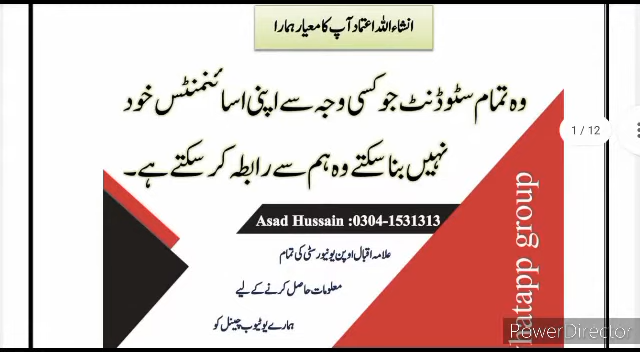 انشاءاللہ اعتماد آپ کا معیار ہمارا
وہ تمام سٹوڈنٹ جو کسی وجہ سے اپنی اسائنمنٹس خود
نہیں بنا سکتے وہ ہم سے رابطہ کر سکتے ہے۔
1 / 12
Asad Hussain :0304-1531313
علامہ اقبال اوپن یونیورسٹی کی تمام
معلومات حاصل کرنے کے لیے
ہمارے یوٹیوب چینل کو
hatapp group
PowerDirector